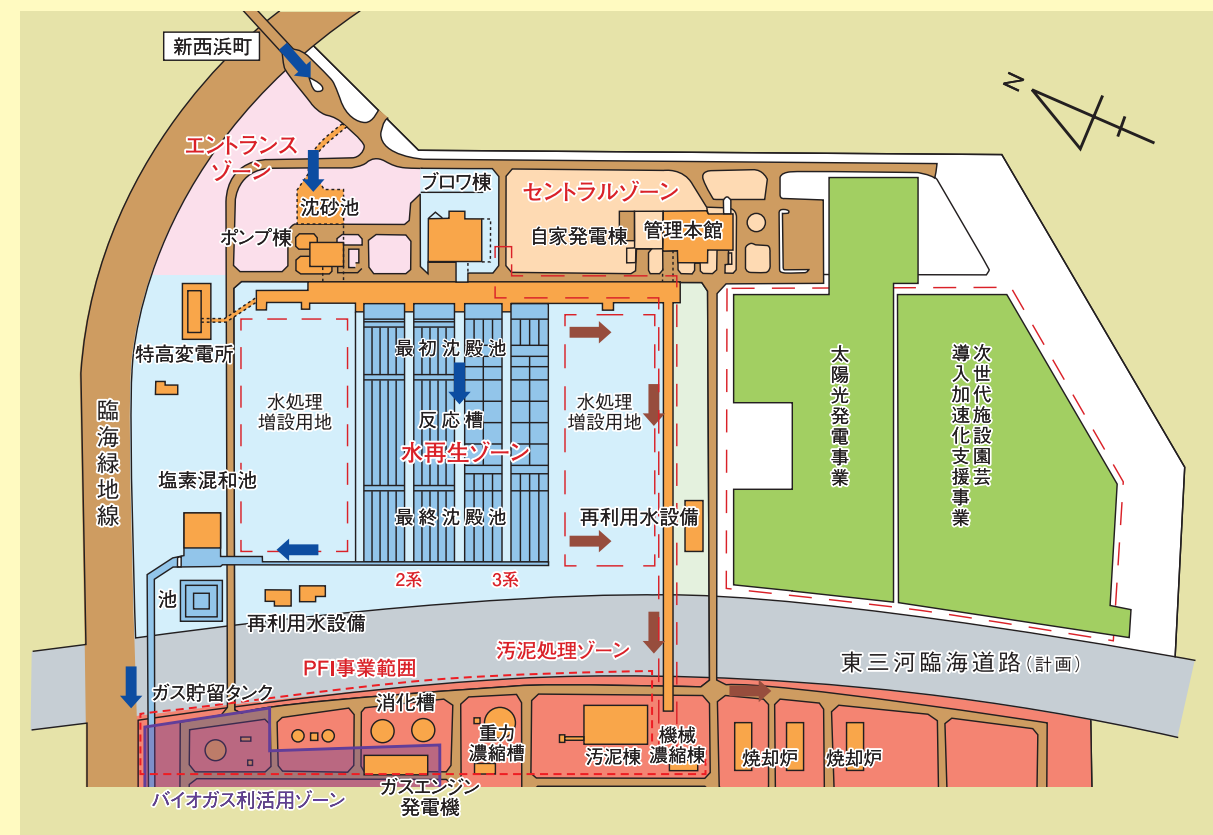 新西浜町
N
エントランス
ゾーン
沈砂池
ポンプ棟
ブロワ棟
セントラルゾーン
自家発電棟
管理本館
特高変電所
臨海緑地線
水処理
増設用地
最初沈殿池
反応槽
水再生ゾーン
最終沈殿池
水処理
増設用地
再利用水設備
太陽光発電事業
次世代施設園芸
導入加速化支援事業
塩素混和池
2系
3系
池
再利用水設備
汚泥処理ゾーン
東三河臨海道路(計画)
PFI事業範囲
ガス貯留タンク
消化槽
重力
濃縮槽
汚泥棟
機械
濃縮棟
焼却炉
焼却炉
バイオガス利活用ゾーン
ガスエンジン
発電機